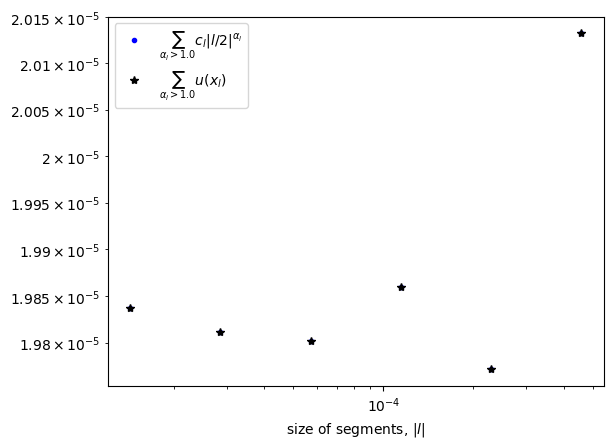 2.015 × 10⁻⁵
2.01 × 10⁻⁵
2.005 × 10⁻⁵
2 × 10⁻⁵
1.995 × 10⁻⁵
1.99 × 10⁻⁵
1.985 × 10⁻⁵
1.98 × 10⁻⁵
∑ c_l|l/2|^{α_l}
α_l>1.0
∑ u(x_l)
α_l>1.0
10⁻⁴
size of segments, |l|